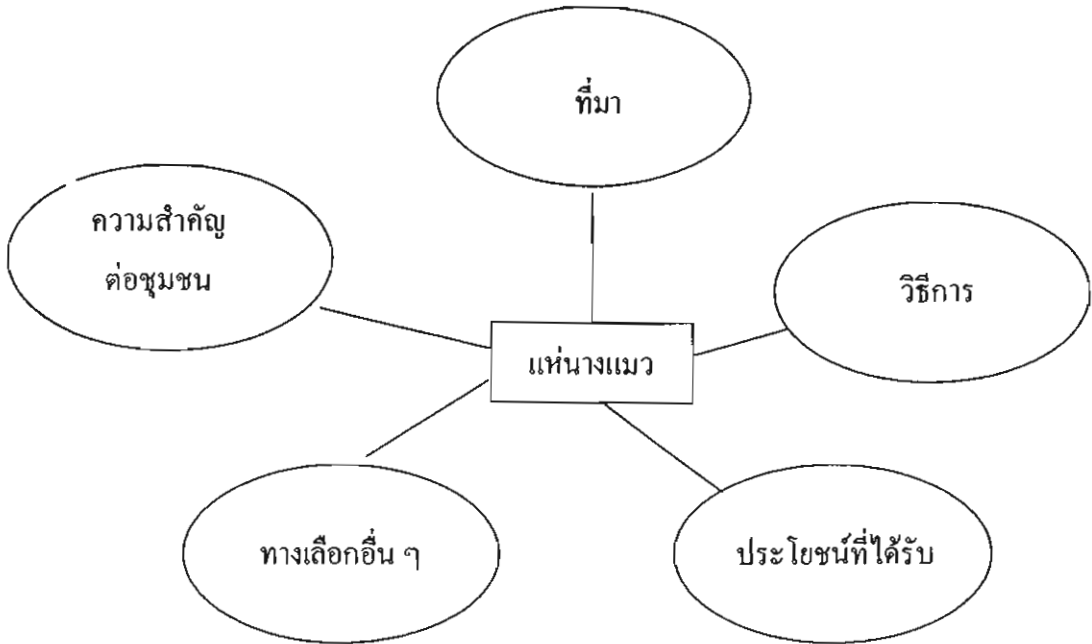 ที่มา
ความสำคัญ
ต่อชุมชน
วิธีการ
แห่นางแมว
ทางเลือกอื่น ๆ
ประโยชน์ที่ได้รับ